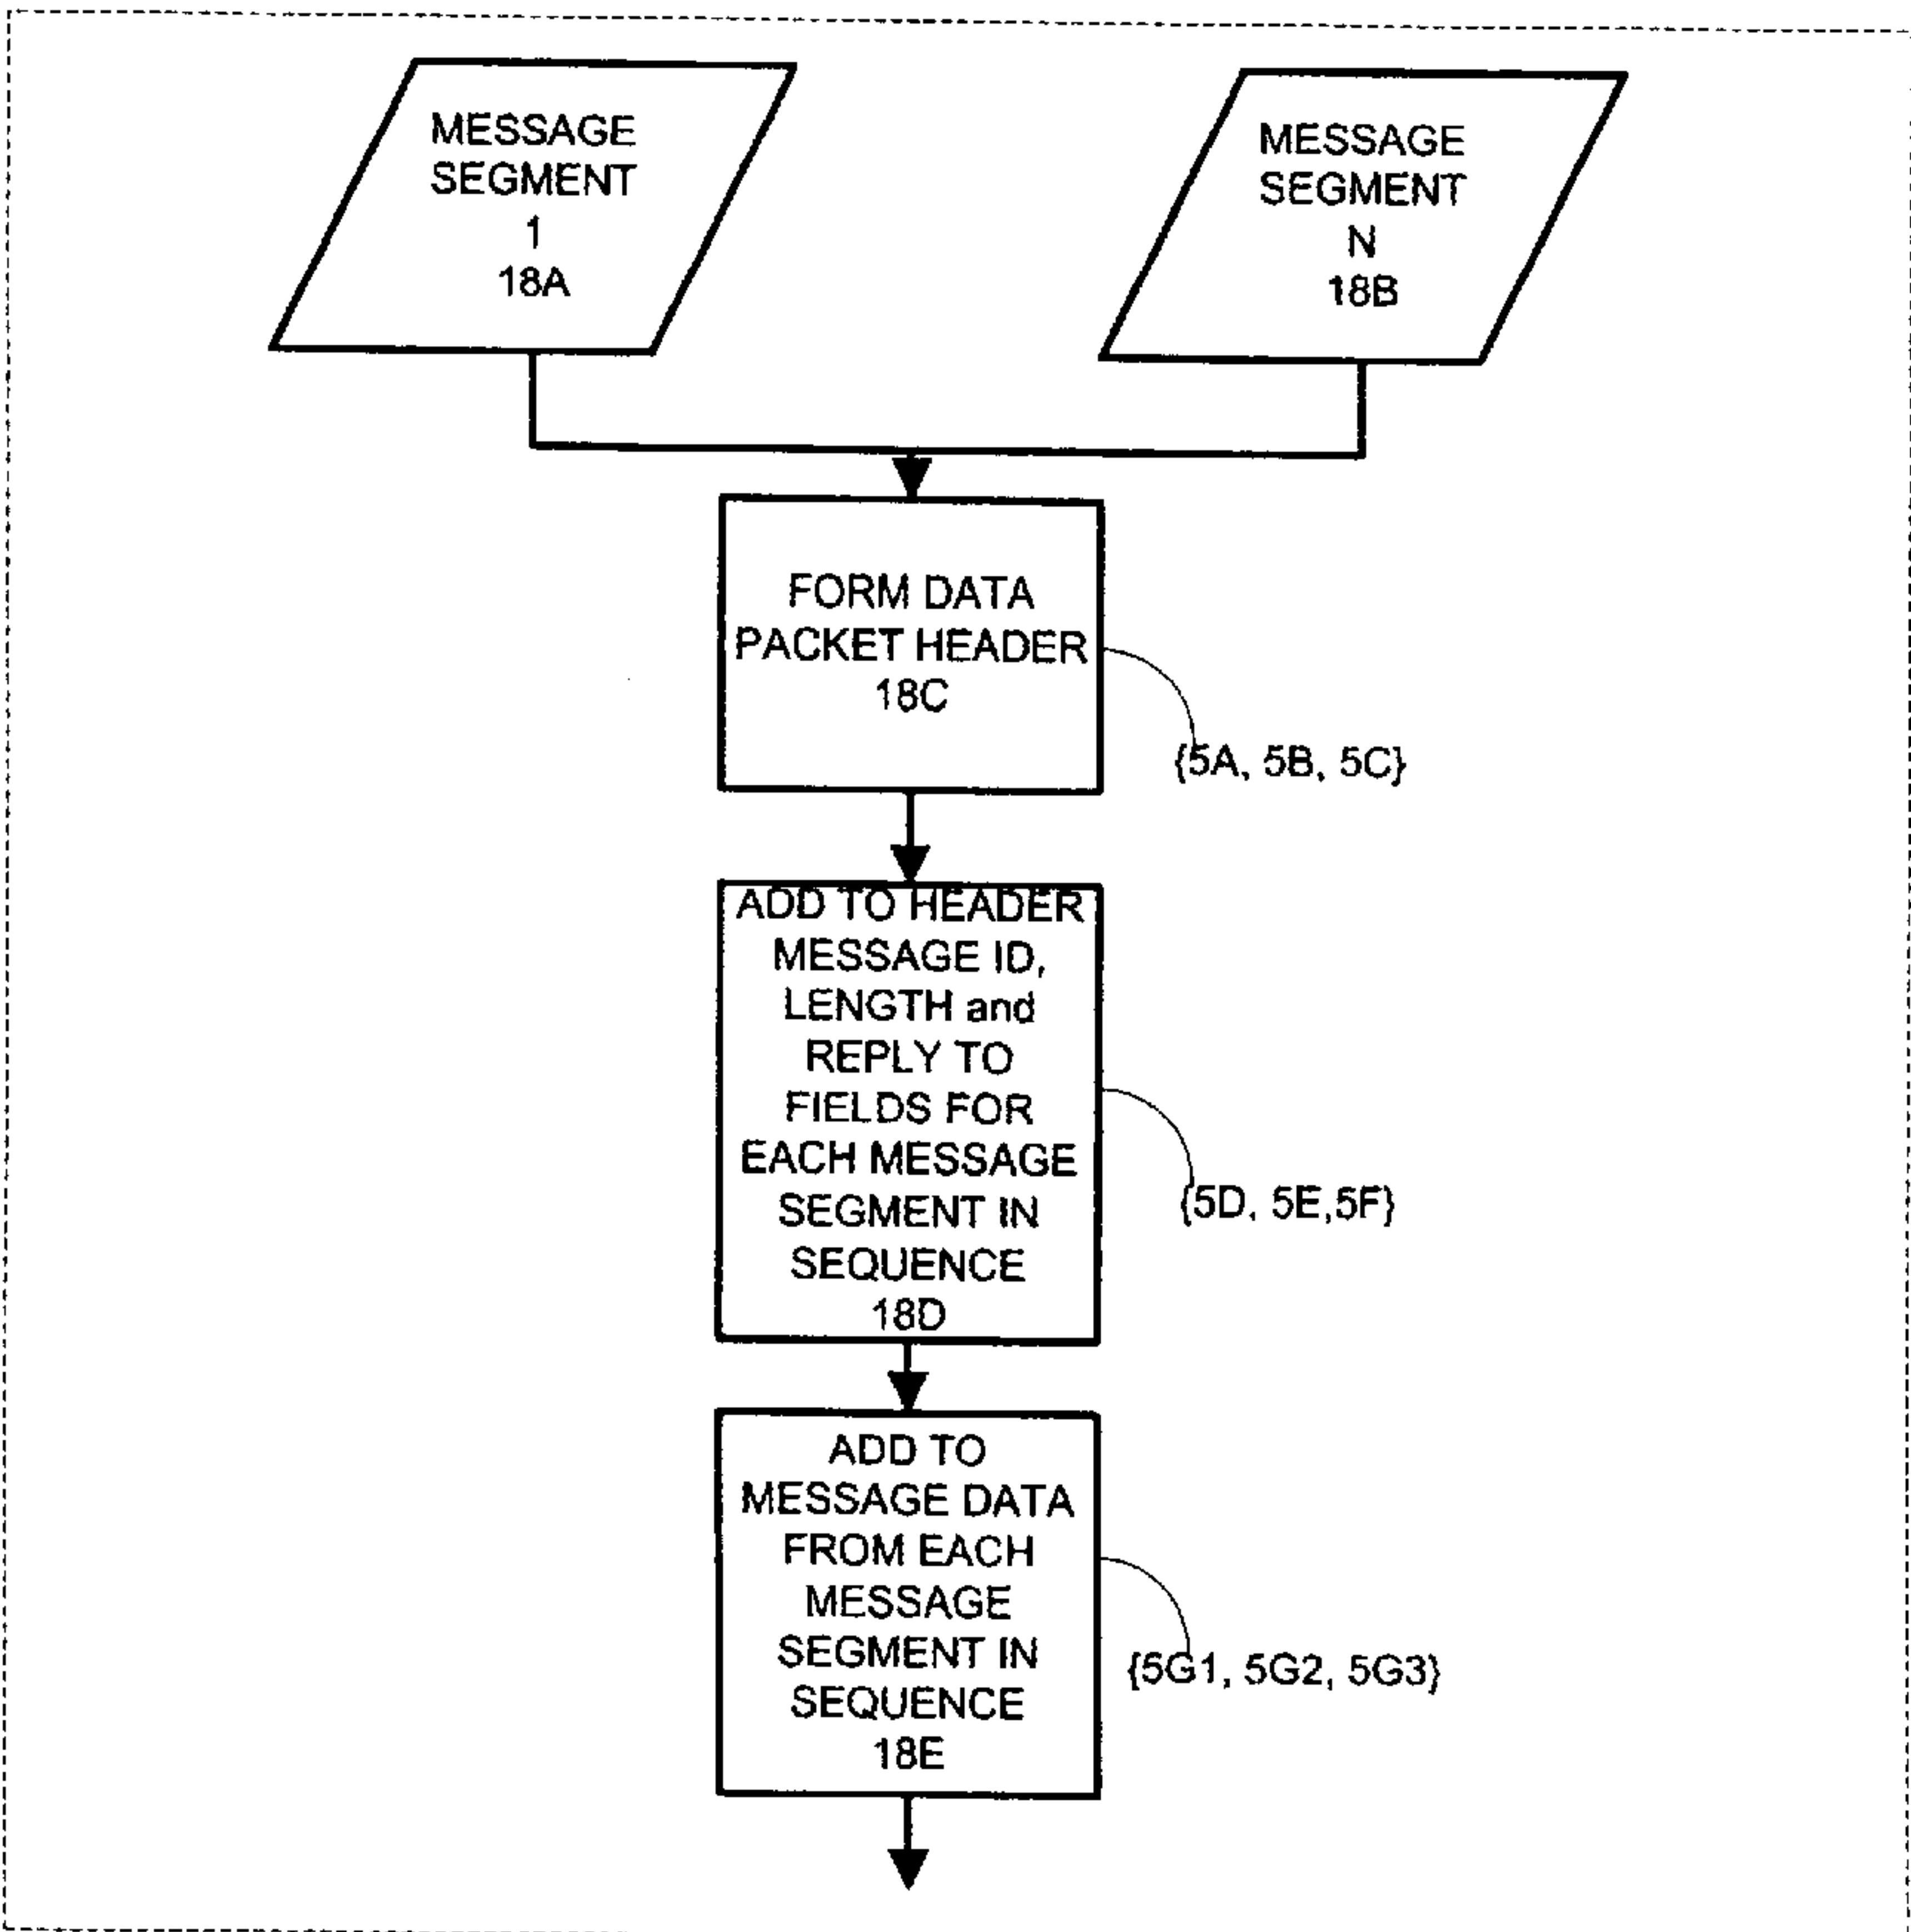 MESSAGE
SEGMENT
1
18A
MESSAGE
SEGMENT
N
18B
FORM DATA
PACKET HEADER
18C
{5A, 5B, 5C}
ADD TO HEADER
MESSAGE ID,
LENGTH and
REPLY TO
FIELDS FOR
EACH MESSAGE
SEGMENT IN
SEQUENCE
18D
{5D, 5E,5F}
ADD TO
MESSAGE DATA
FROM EACH
MESSAGE
SEGMENT IN
SEQUENCE
18E
{5G1, 5G2, 5G3}